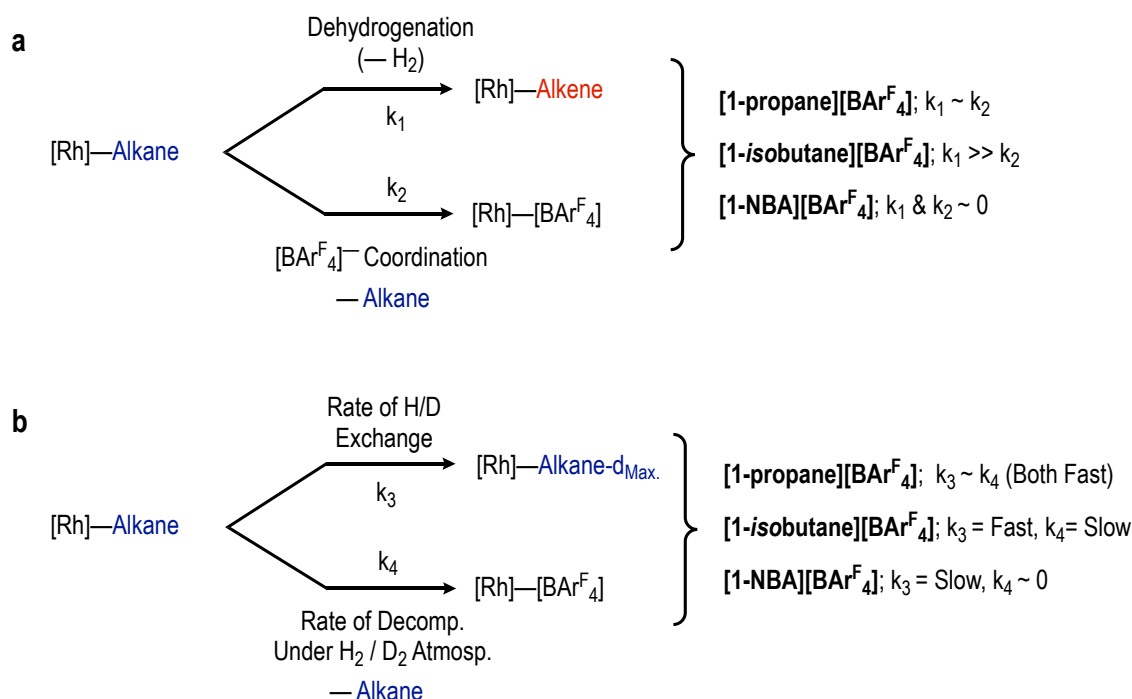 a
Dehydrogenation
(— H₂)
[Rh]—Alkene
k₁
[Rh]—Alkane
k₂
[Rh]—[BArᶠ₄]
[BArᶠ₄]⁻ Coordination
— Alkane
[1-propane][BArᶠ₄]; k₁ ~ k₂
[1-isobutane][BArᶠ₄]; k₁ >> k₂
[1-NBA][BArᶠ₄]; k₁ & k₂ ~ 0
b
Rate of H/D
Exchange
[Rh]—Alkane-d_Max.
k₃
[Rh]—Alkane
k₄
[Rh]—[BArᶠ₄]
Rate of Decomp.
Under H₂ / D₂ Atmosp.
— Alkane
[1-propane][BArᶠ₄]; k₃ ~ k₄ (Both Fast)
[1-isobutane][BArᶠ₄]; k₃ = Fast, k₄= Slow
[1-NBA][BArᶠ₄]; k₃ = Slow, k₄ ~ 0